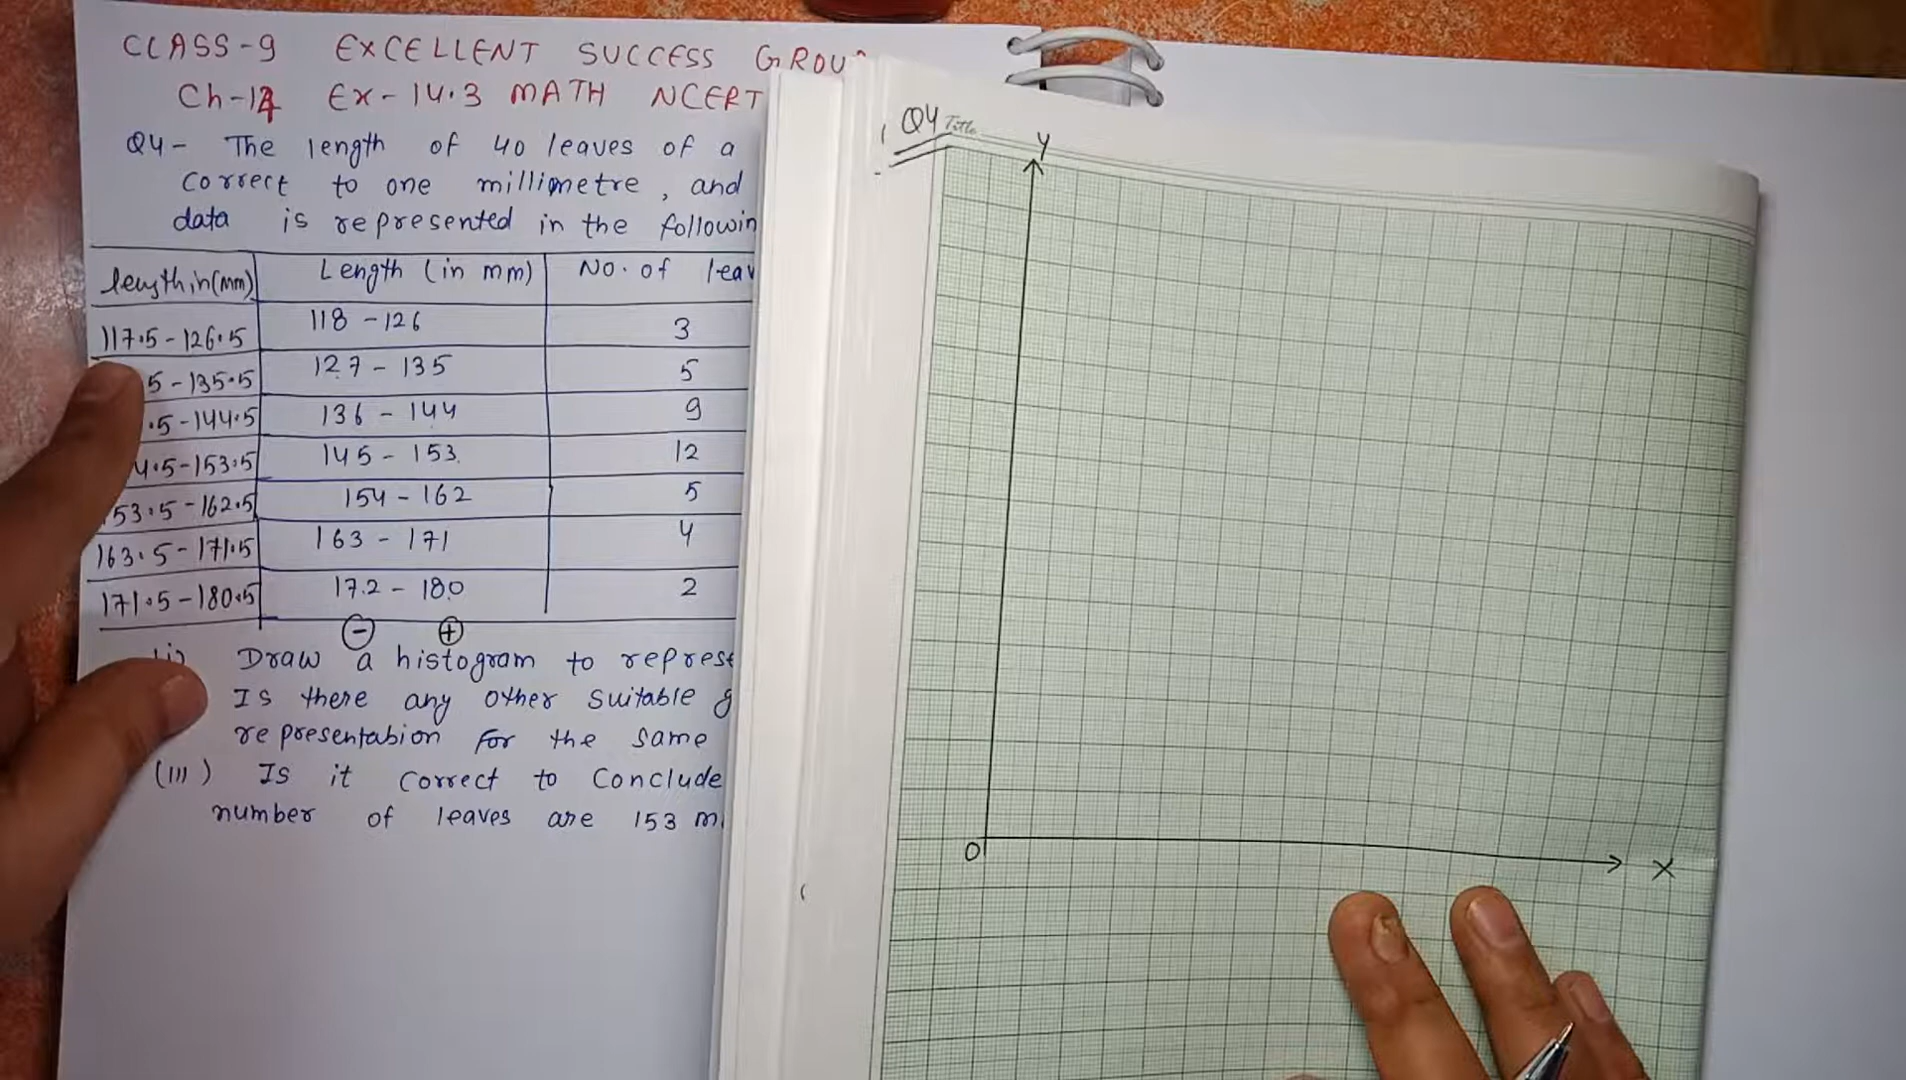 CLASS-9 EXCELLENT SUCCESS GROU
Ch-14 Ex-14.3 MATH NCERT
Q4- The length of 40 leaves of a
correct to one millimetre, and
data is represented in the followin
length in (mm) Length (in mm) No. of leav
117.5-126.5 118-126 3
5-135.5 127-135 5
.5-144.5 136-144 9
4.5-153.5 145-153 12
53.5-162.5 154-162 5
163.5-171.5 163-171 4
171.5-180.5 17.2-180 2
- +
Draw a histogram to represe
Is there any other suitable g
representabion for the same
(III) Is it correct to conclude
number of leaves are 153 m
Q4 Title
Y
O X